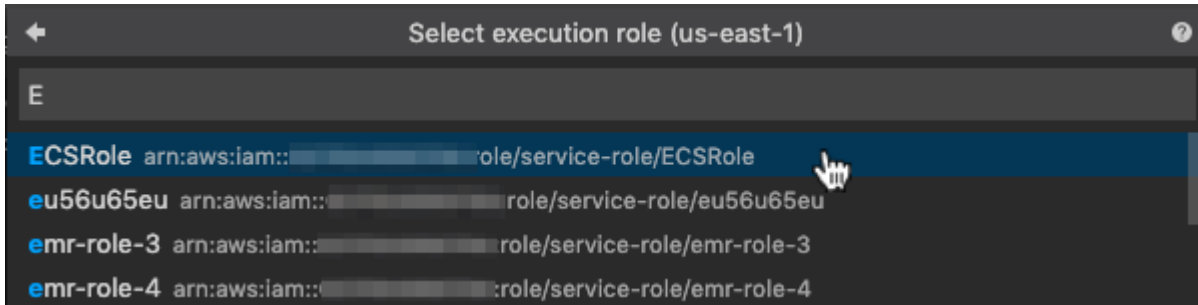 Select execution role (us-east-1)
E
ECSRole arn:aws:iam:: role/service-role/ECSRole
eu56u65eu arn:aws:iam:: role/service-role/eu56u65eu
emr-role-3 arn:aws:iam:: :role/service-role/emr-role-3
emr-role-4 arn:aws:iam:: :role/service-role/emr-role-4